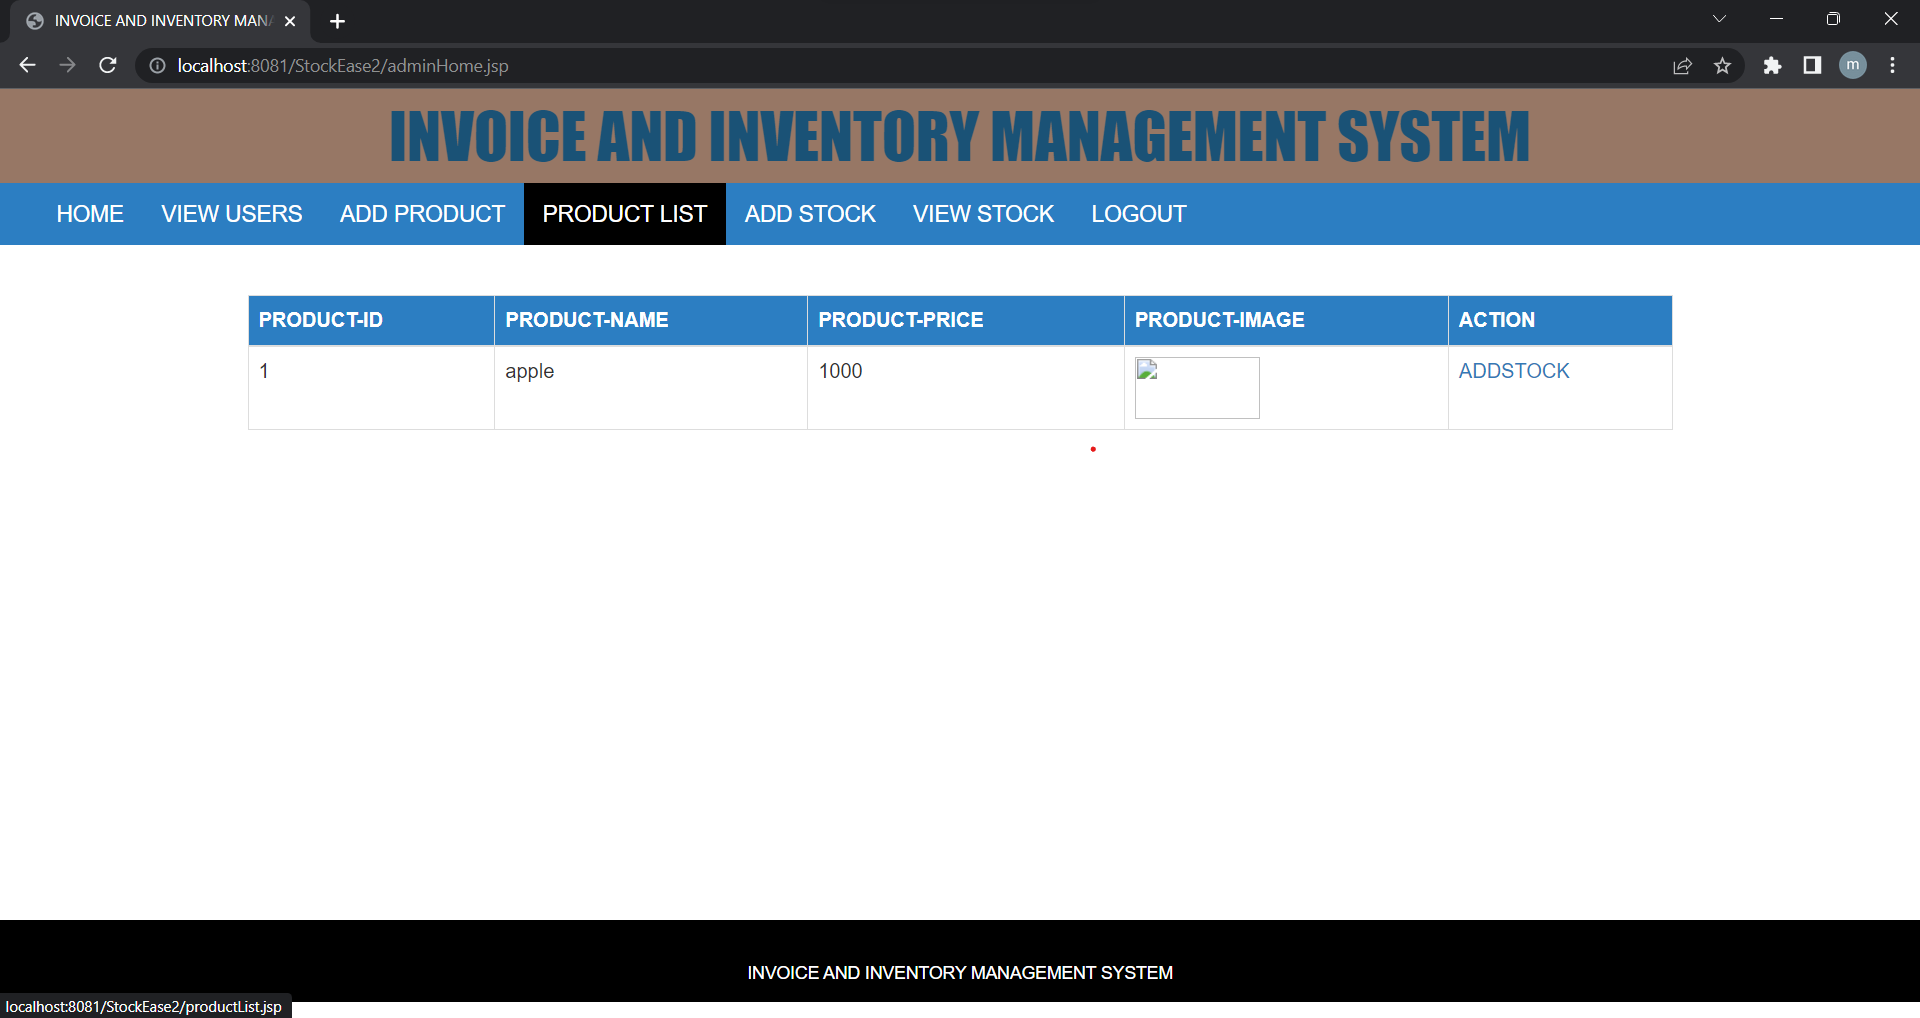 INVOICE AND INVENTORY MANA
localhost:8081/StockEase2/adminHome.jsp
m
INVOICE AND INVENTORY MANAGEMENT SYSTEM
HOME VIEW USERS ADD PRODUCT PRODUCT LIST ADD STOCK VIEW STOCK LOGOUT
PRODUCT-ID PRODUCT-NAME PRODUCT-PRICE PRODUCT-IMAGE ACTION
1 apple 1000 ADDSTOCK
INVOICE AND INVENTORY MANAGEMENT SYSTEM
localhost:8081/StockEase2/productList.jsp